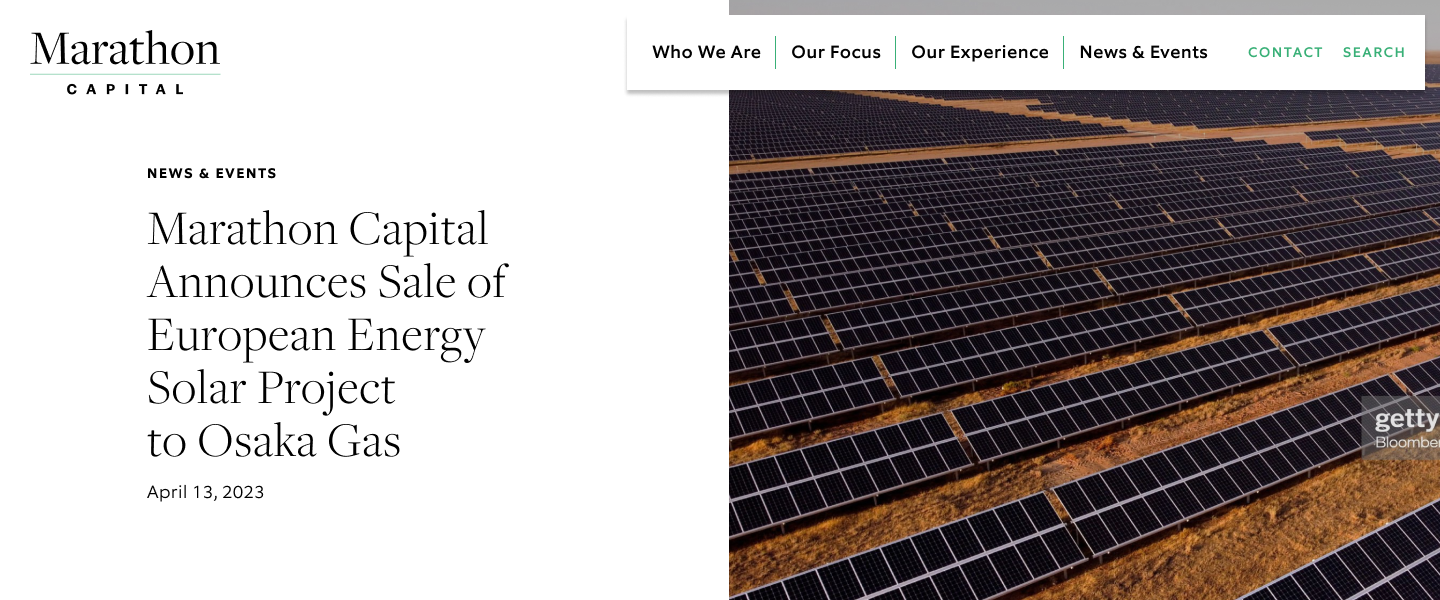 Marathon
CAPITAL
Who We Are
Our Focus
Our Experience
News & Events
CONTACT
SEARCH
NEWS & EVENTS
Marathon Capital
Announces Sale of
European Energy
Solar Project
to Osaka Gas
April 13, 2023
getty